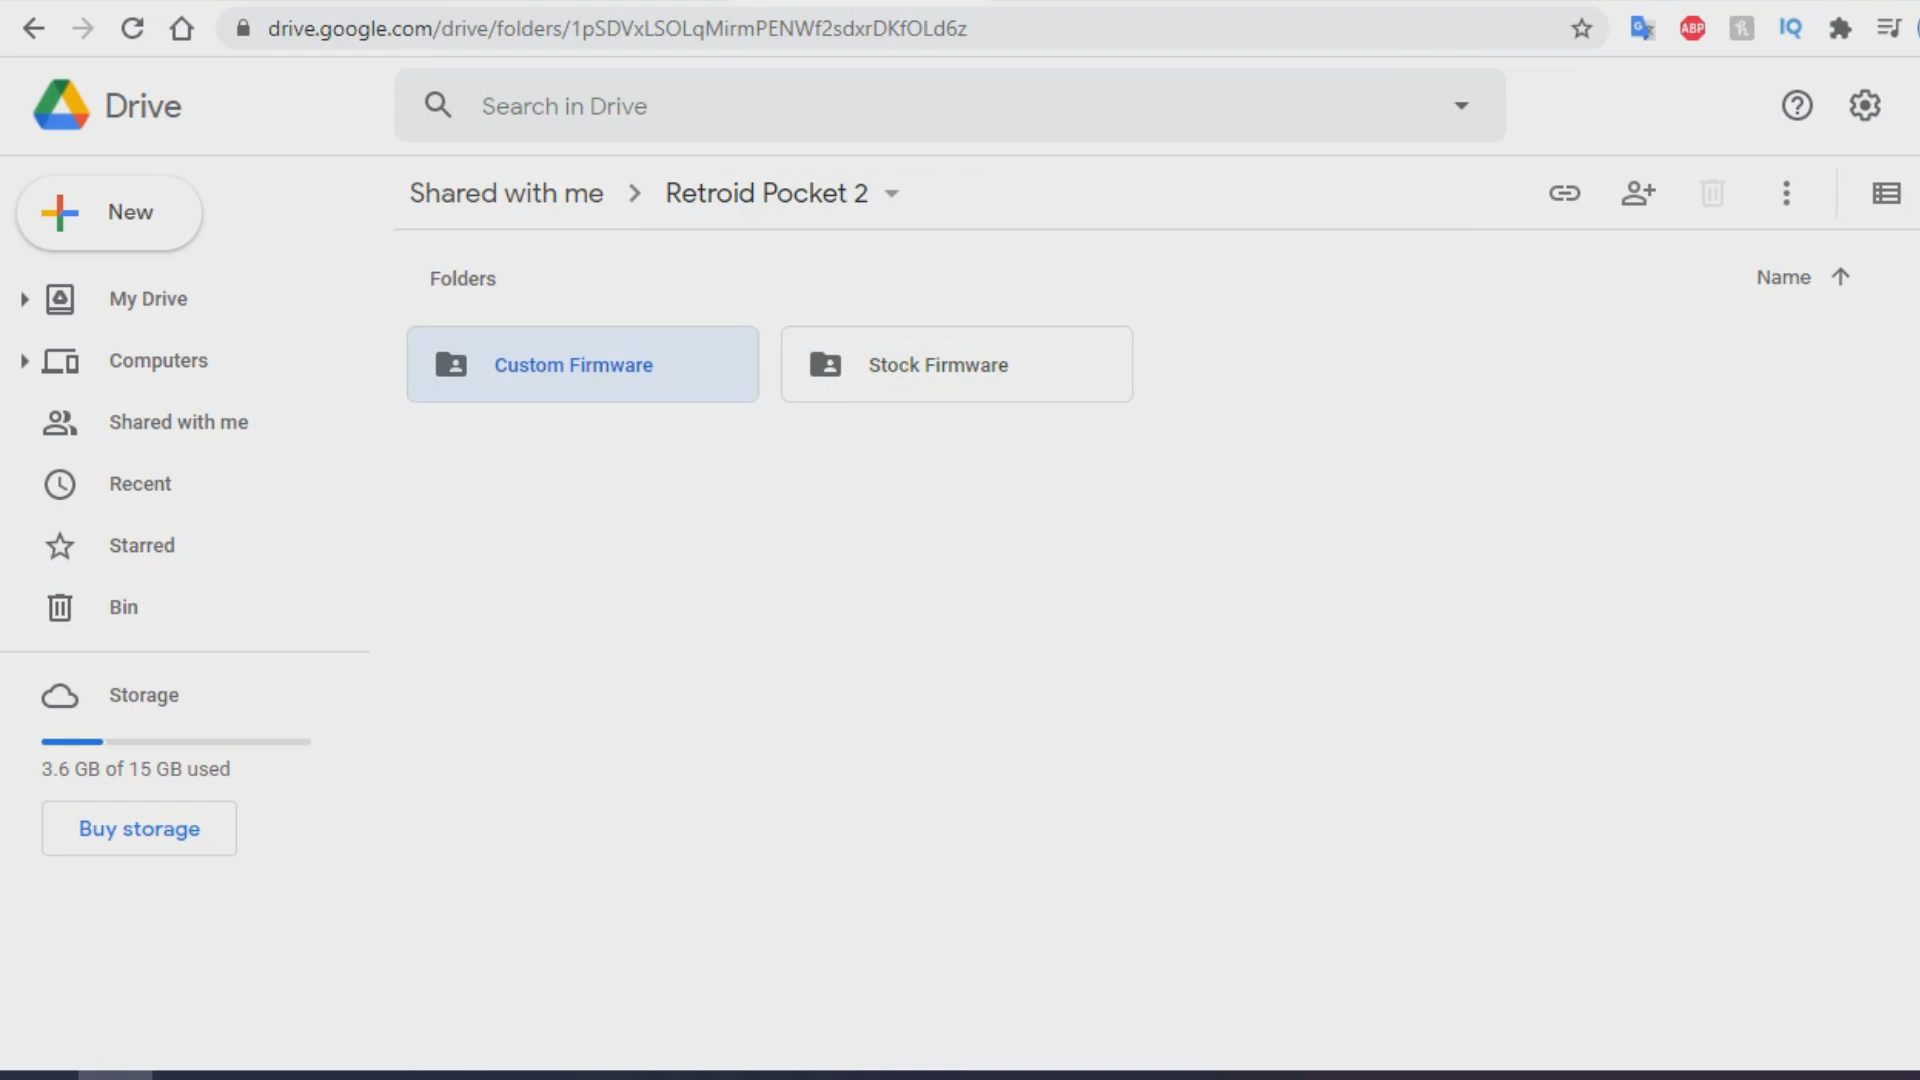 drive.google.com/drive/folders/1pSDVxLSOLqMirmPENWf2sdxrDKfOLd6z
ABP
IQ
Drive
Search in Drive
New
Shared with me
Retroid Pocket 2
Folders
Name
Custom Firmware
Stock Firmware
My Drive
Computers
Shared with me
Recent
Starred
Bin
Storage
3.6 GB of 15 GB used
Buy storage